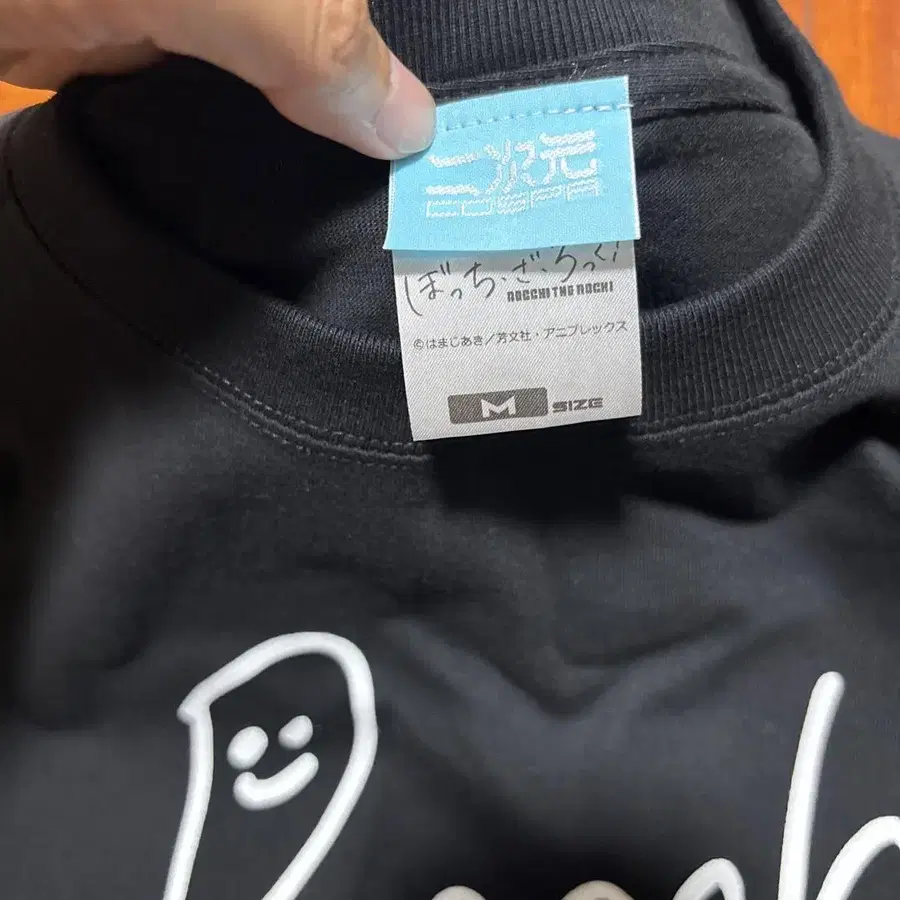 二次元
COSPA
ぼっち・ざ・ろっく!
BOCCHI THE ROCK!
©はまじあき／芳文社・アニプレックス
M SIZE